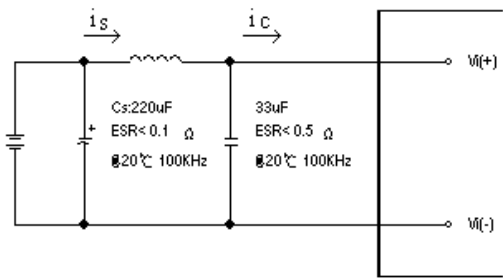 is
ic
Vi(+)
Cs:220uF
ESR<0.1 Ω
@20℃ 100KHz
33uF
ESR<0.5 Ω
@20℃ 100KHz
+
Vi(-)